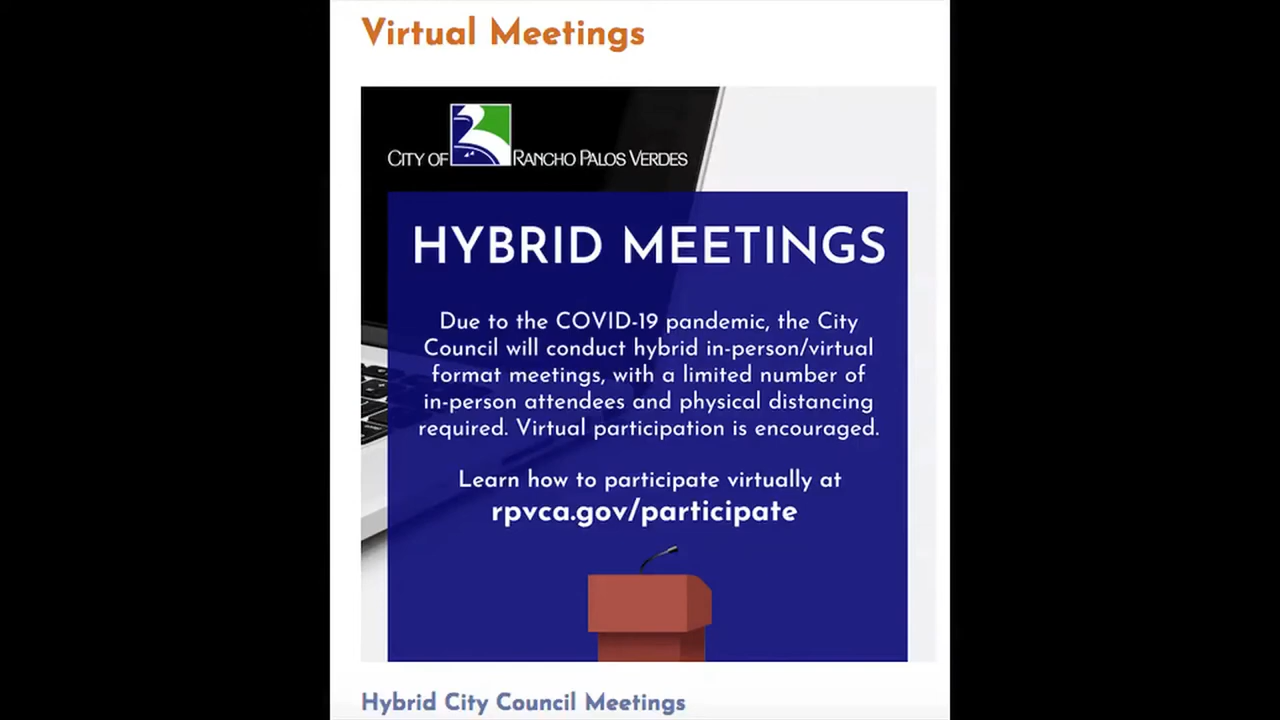 Virtual Meetings
CITY OF RANCHO PALOS VERDES
HYBRID MEETINGS
Due to the COVID-19 pandemic, the City
Council will conduct hybrid in-person/virtual
format meetings, with a limited number of
in-person attendees and physical distancing
required. Virtual participation is encouraged.
Learn how to participate virtually at
rpvca.gov/participate
Hybrid City Council Meetings